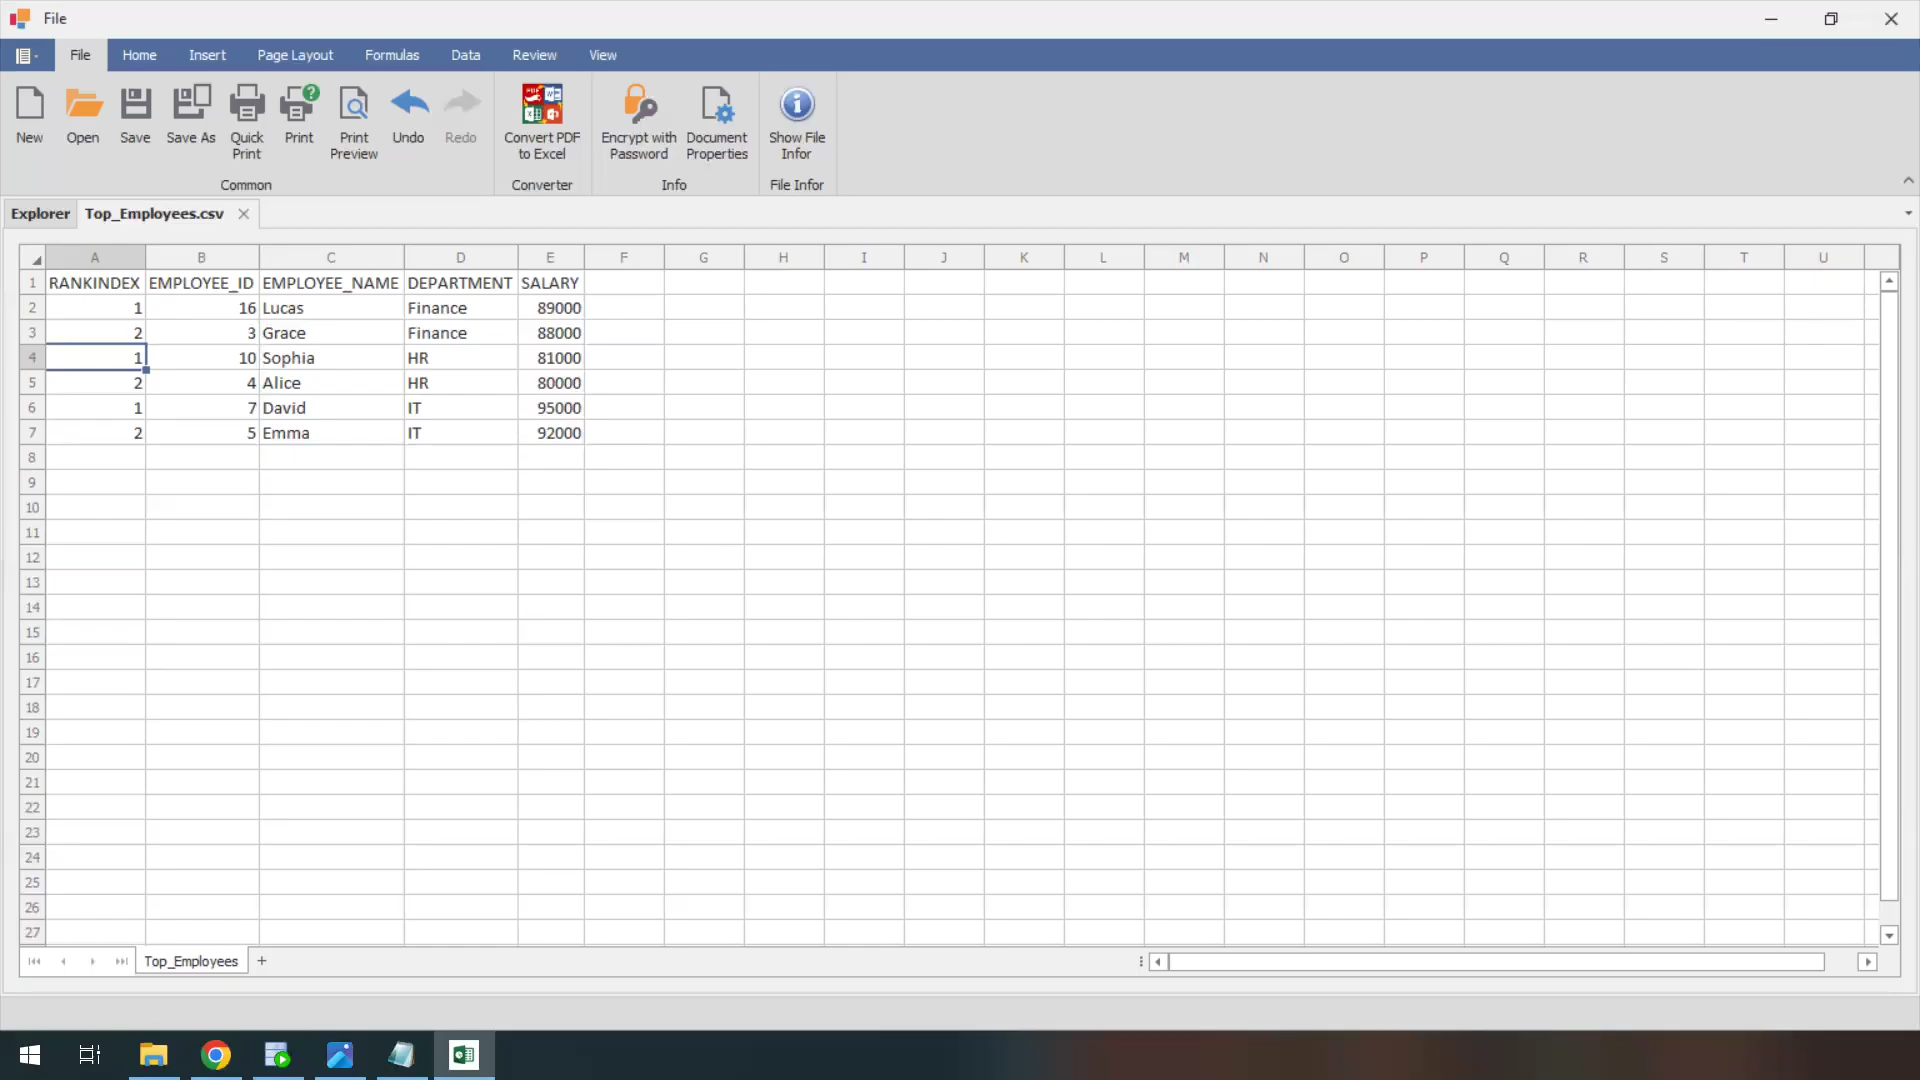 File
File Home Insert Page Layout Formulas Data Review View
New Open Save Save As Quick Print Print Print Preview Undo Redo Convert PDF to Excel Encrypt with Password Document Properties Show File Infor
Common Converter Info File Infor
Explorer Top_Employees.csv
A B C D E F G H I J K L M N O P Q R S T U
1 RANKINDEX EMPLOYEE_ID EMPLOYEE_NAME DEPARTMENT SALARY
2 1 16 Lucas Finance 89000
3 2 3 Grace Finance 88000
4 1 10 Sophia HR 81000
5 2 4 Alice HR 80000
6 1 7 David IT 95000
7 2 5 Emma IT 92000
8
9
10
11
12
13
14
15
16
17
18
19
20
21
22
23
24
25
26
27
Top_Employees +